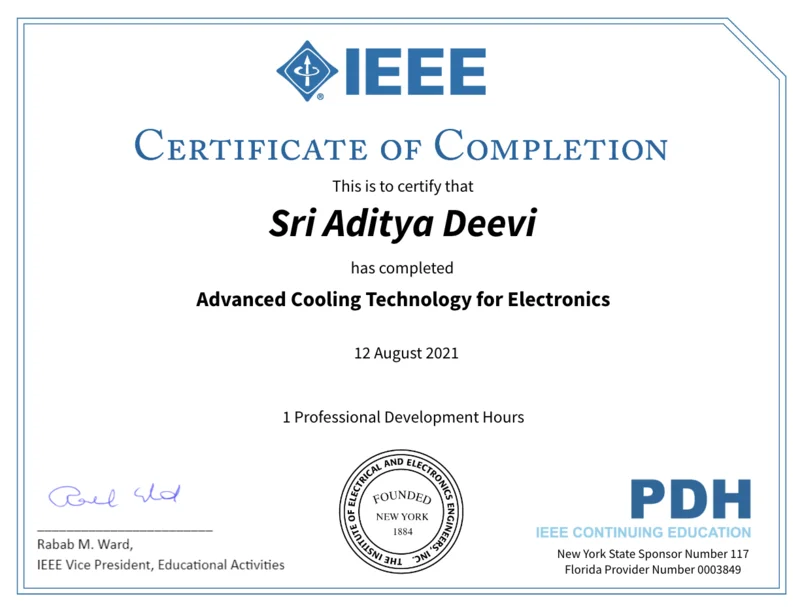 IEEE
®
CERTIFICATE OF COMPLETION
This is to certify that
Sri Aditya Deevi
has completed
Advanced Cooling Technology for Electronics
12 August 2021
1 Professional Development Hours
THE INSTITUTE OF ELECTRICAL AND ELECTRONICS ENGINEERS, INC.
FOUNDED
NEW YORK
1884
Rabab M. Ward,
IEEE Vice President, Educational Activities
PDH
IEEE CONTINUING EDUCATION
New York State Sponsor Number 117
Florida Provider Number 0003849